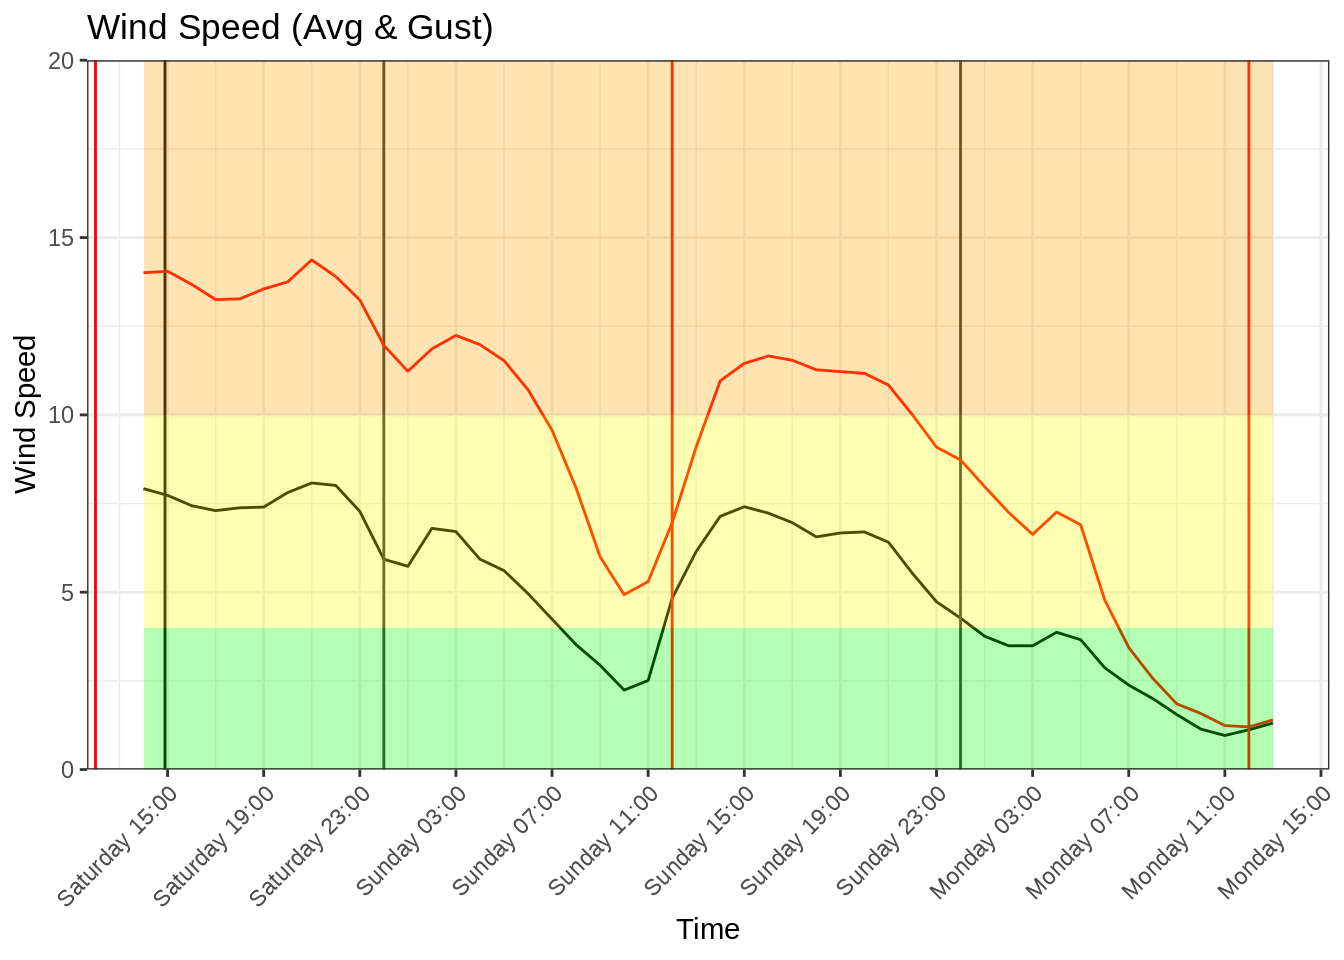 Wind Speed (Avg & Gust)
20
15
10
5
0
Wind Speed
Saturday 15:00
Saturday 19:00
Saturday 23:00
Sunday 03:00
Sunday 07:00
Sunday 11:00
Sunday 15:00
Sunday 19:00
Sunday 23:00
Monday 03:00
Monday 07:00
Monday 11:00
Monday 15:00
Time